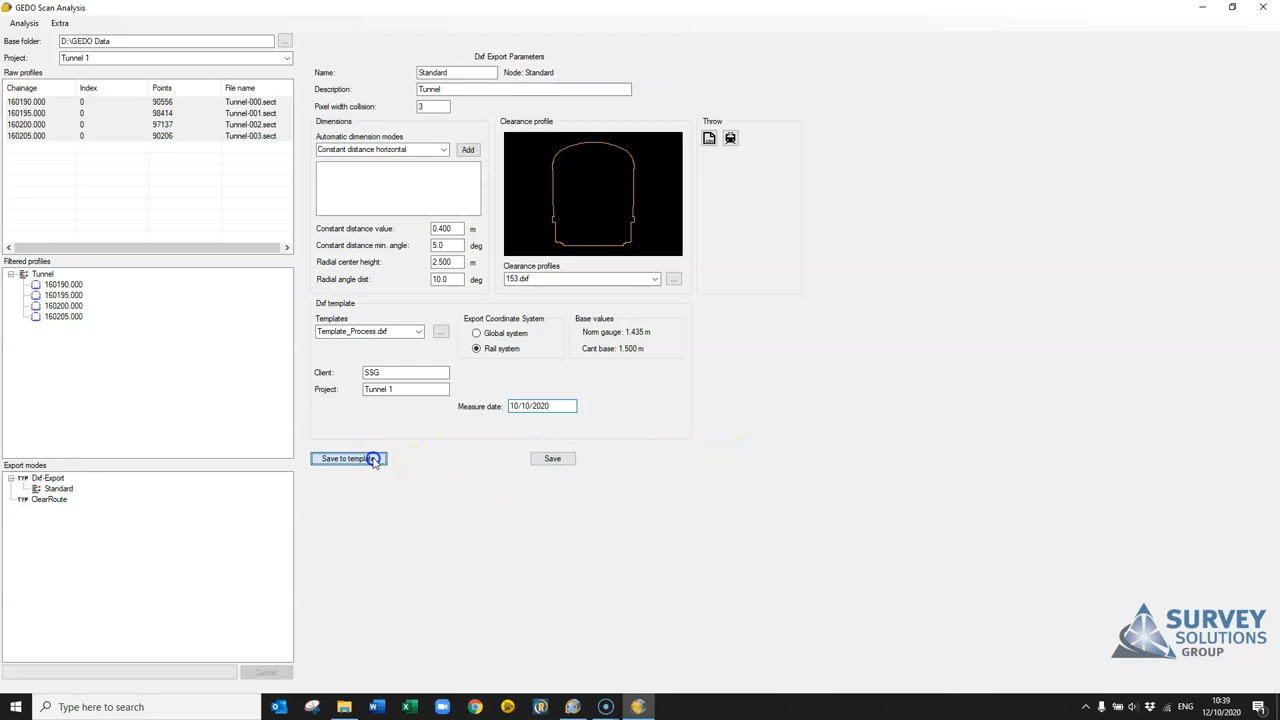 GEDO Scan Analysis
Analysis Extra
Base folder: D:\GEDO Data ...
Project: Tunnel 1
Raw profiles
Chainage Index Points File name
160190.000 0 90556 Tunnel-000.sect
160195.000 0 98414 Tunnel-001.sect
160200.000 0 97137 Tunnel-002.sect
160205.000 0 90206 Tunnel-003.sect
Filtered profiles
Tunnel
160190.000
160195.000
160200.000
160205.000
Export modes
TYP Dxf-Export
Standard
TYP ClearRoute
Cancel
Dxf Export Parameters
Name: Standard Node: Standard
Description: Tunnel
Pixel width collision: 3
Dimensions
Automatic dimension modes
Constant distance horizontal Add
Constant distance value: 0.400 m
Constant distance min. angle: 5.0 deg
Radial center height: 2.500 m
Radial angle dist: 10.0 deg
Clearance profile
Clearance profiles
153.dxf ...
Throw
CSV
Dxf template
Templates
Template_Process.dxf ...
Export Coordinate System
Global system
Rail system
Base values
Norm gauge: 1.435 m
Cant base: 1.500 m
Client: SSG
Project: Tunnel 1
Measure date: 10/10/2020
Save to template Save
SURVEY
SOLUTIONS
GROUP
Type here to search
ENG
10:39
12/10/2020